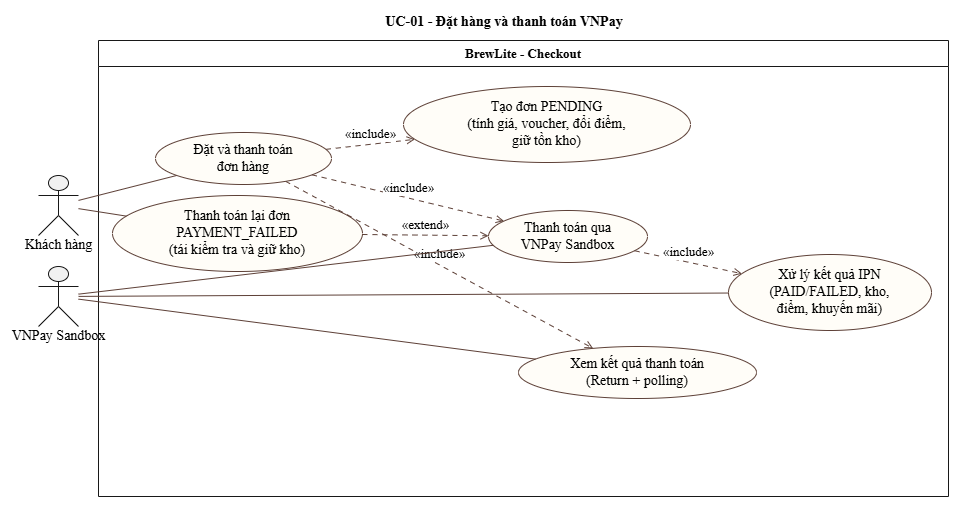 UC-01 - Đặt hàng và thanh toán VNPay
BrewLite - Checkout
Tạo đơn PENDING
(tính giá, voucher, đổi điểm,
giữ tồn kho)
«include»
Đặt và thanh toán
đơn hàng
«include»
Khách hàng
Thanh toán lại đơn
PAYMENT_FAILED
(tái kiểm tra và giữ kho)
«extend»
Thanh toán qua
VNPay Sandbox
«include»
«include»
Xử lý kết quả IPN
(PAID/FAILED, kho,
điểm, khuyến mãi)
VNPay Sandbox
Xem kết quả thanh toán
(Return + polling)